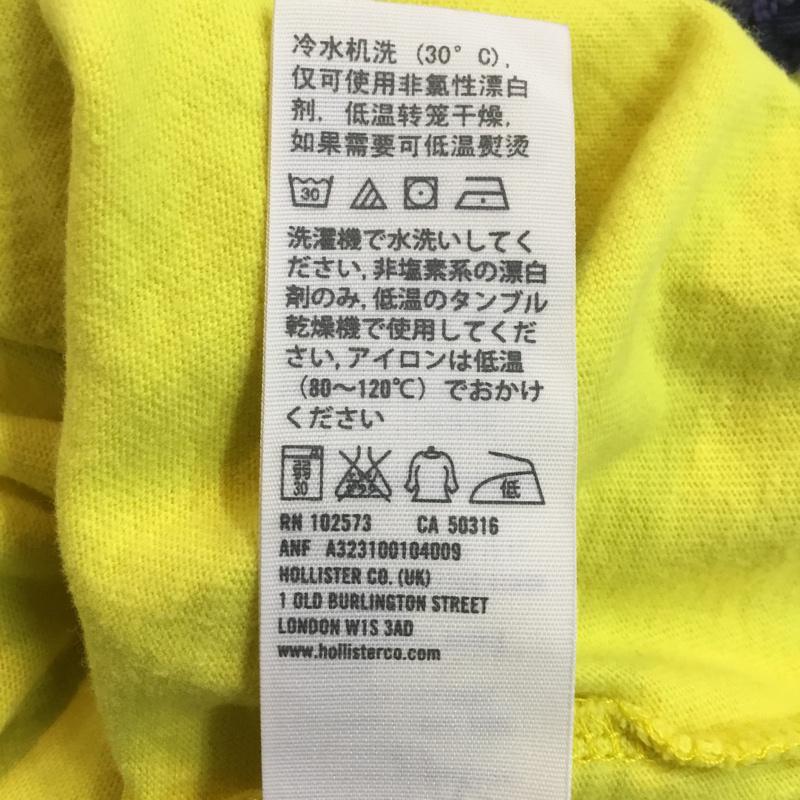 冷水机洗 (30° C),
仅可使用非氯性漂白
剂, 低温转笼干燥,
如果需要可低温熨烫
30
洗濯機で水洗いしてく
ださい,非塩素系の漂白
剤のみ,低温のタンブル
乾燥機で使用してくだ
さい,アイロンは低温
(80～120℃) でおかけ
ください
弱
30
低
RN 102573 CA 50316
ANF A323100104009
HOLLISTER CO. (UK)
1 OLD BURLINGTON STREET
LONDON W1S 3AD
www.hollisterco.com